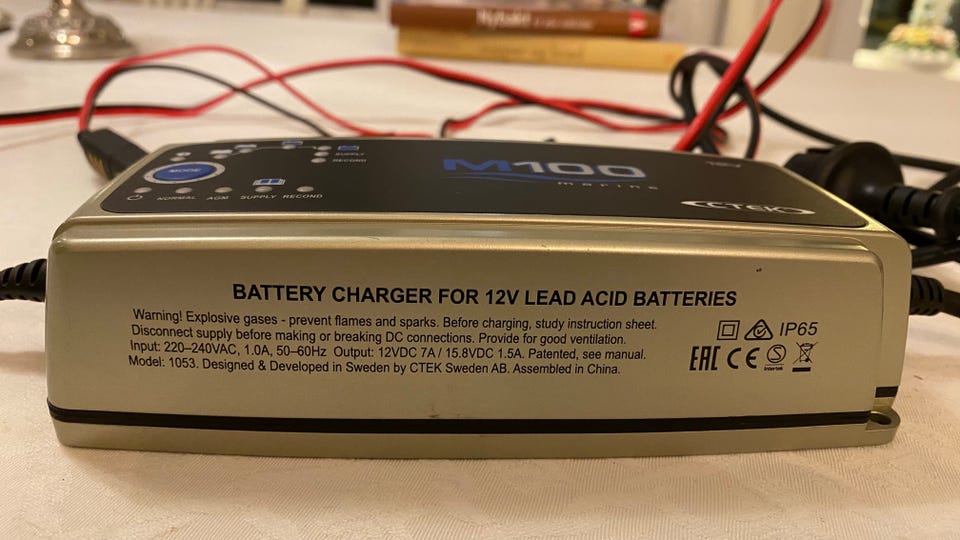 SUPPLY
RECOND
MODE
M100
marine
NORMAL AGM SUPPLY RECOND
CTEK
BATTERY CHARGER FOR 12V LEAD ACID BATTERIES
Warning! Explosive gases - prevent flames and sparks. Before charging, study instruction sheet.
Disconnect supply before making or breaking DC connections. Provide for good ventilation.
Input: 220–240VAC, 1.0A, 50–60Hz Output: 12VDC 7A / 15.8VDC 1.5A. Patented, see manual.
Model: 1053. Designed & Developed in Sweden by CTEK Sweden AB. Assembled in China.
IP65
EAC CE S
Intertek